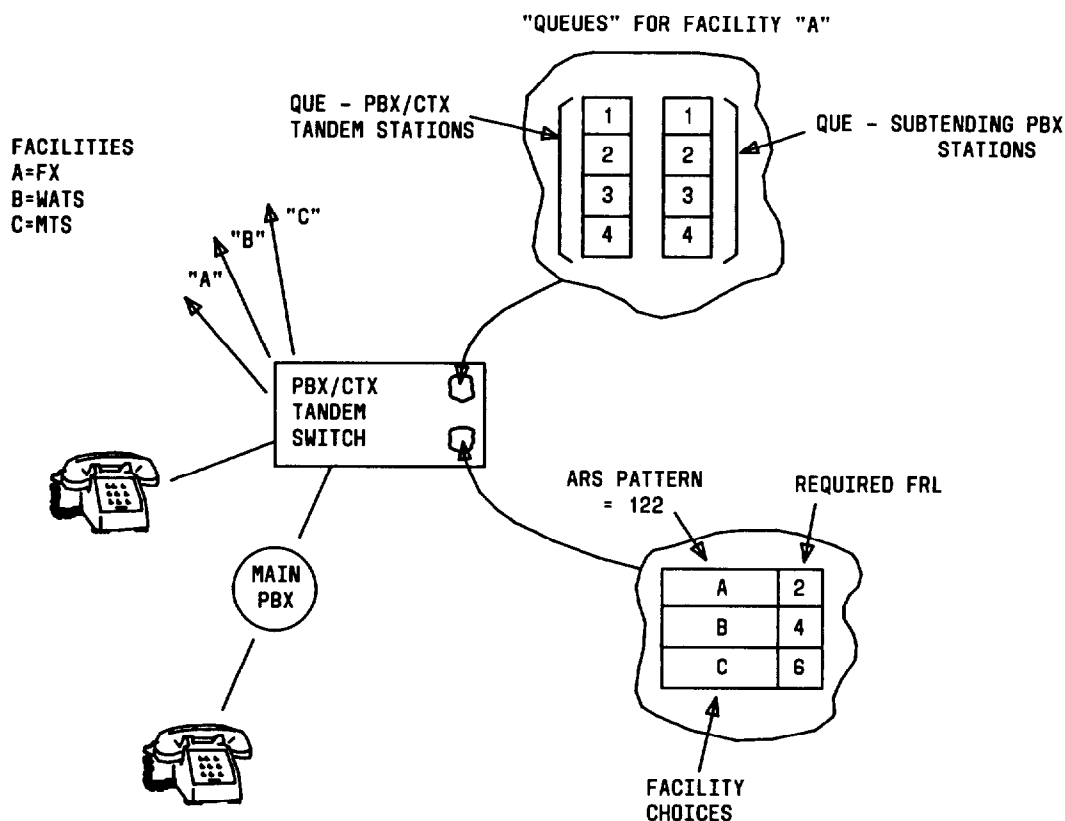 "QUEUES" FOR FACILITY "A"
QUE - PBX/CTX
TANDEM STATIONS
1
2
3
4
1
2
3
4
QUE - SUBTENDING PBX
STATIONS
FACILITIES
A=FX
B=WATS
C=MTS
"A"
"B"
"C"
PBX/CTX
TANDEM
SWITCH
MAIN
PBX
ARS PATTERN
= 122
REQUIRED FRL
A 2
B 4
C 6
FACILITY
CHOICES